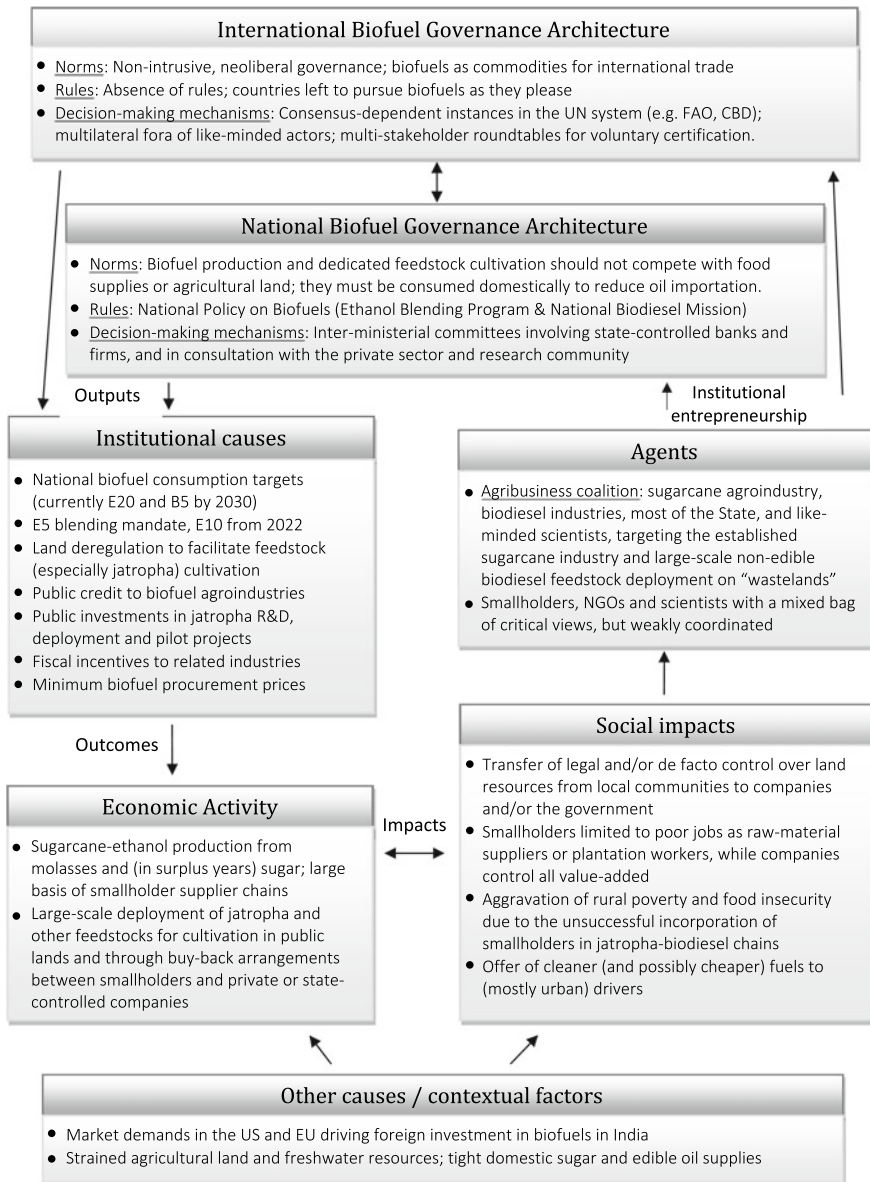 International Biofuel Governance Architecture
● Norms: Non-intrusive, neoliberal governance; biofuels as commodities for international trade
● Rules: Absence of rules; countries left to pursue biofuels as they please
● Decision-making mechanisms: Consensus-dependent instances in the UN system (e.g. FAO, CBD);
multilateral fora of like-minded actors; multi-stakeholder roundtables for voluntary certification.
National Biofuel Governance Architecture
● Norms: Biofuel production and dedicated feedstock cultivation should not compete with food
supplies or agricultural land; they must be consumed domestically to reduce oil importation.
● Rules: National Policy on Biofuels (Ethanol Blending Program & National Biodiesel Mission)
● Decision-making mechanisms: Inter-ministerial committees involving state-controlled banks and
firms, and in consultation with the private sector and research community
Outputs
Institutional
entrepreneurship
Institutional causes
● National biofuel consumption targets
(currently E20 and B5 by 2030)
● E5 blending mandate, E10 from 2022
● Land deregulation to facilitate feedstock
(especially jatropha) cultivation
● Public credit to biofuel agroindustries
● Public investments in jatropha R&D,
deployment and pilot projects
● Fiscal incentives to related industries
● Minimum biofuel procurement prices
Agents
● Agribusiness coalition: sugarcane agroindustry,
biodiesel industries, most of the State, and like-
minded scientists, targeting the established
sugarcane industry and large-scale non-edible
biodiesel feedstock deployment on “wastelands”
● Smallholders, NGOs and scientists with a mixed bag
of critical views, but weakly coordinated
Outcomes
Economic Activity
● Sugarcane-ethanol production from
molasses and (in surplus years) sugar; large
basis of smallholder supplier chains
● Large-scale deployment of jatropha and
other feedstocks for cultivation in public
lands and through buy-back arrangements
between smallholders and private or state-
controlled companies
Impacts
Social impacts
● Transfer of legal and/or de facto control over land
resources from local communities to companies
and/or the government
● Smallholders limited to poor jobs as raw-material
suppliers or plantation workers, while companies
control all value-added
● Aggravation of rural poverty and food insecurity
due to the unsuccessful incorporation of
smallholders in jatropha-biodiesel chains
● Offer of cleaner (and possibly cheaper) fuels to
(mostly urban) drivers
Other causes / contextual factors
● Market demands in the US and EU driving foreign investment in biofuels in India
● Strained agricultural land and freshwater resources; tight domestic sugar and edible oil supplies